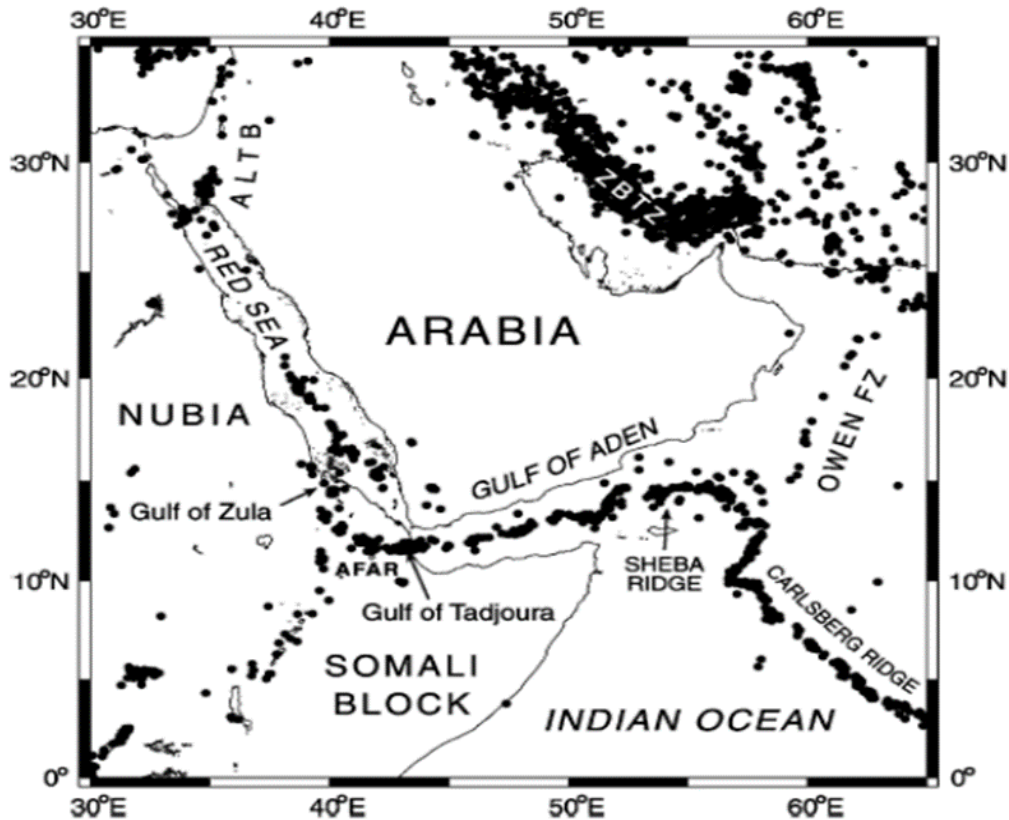 30°E 40°E 50°E 60°E
ALTB
30°N 30°N
ZBTZ
RED SEA
ARABIA
20°N 20°N
NUBIA
OWEN FZ
GULF OF ADEN
Gulf of Zula
SHEBA
RIDGE
AFAR
10°N 10°N
CARLSBERG RIDGE
Gulf of Tadjoura
SOMALI
BLOCK
INDIAN OCEAN
0° 0°
30°E 40°E 50°E 60°E